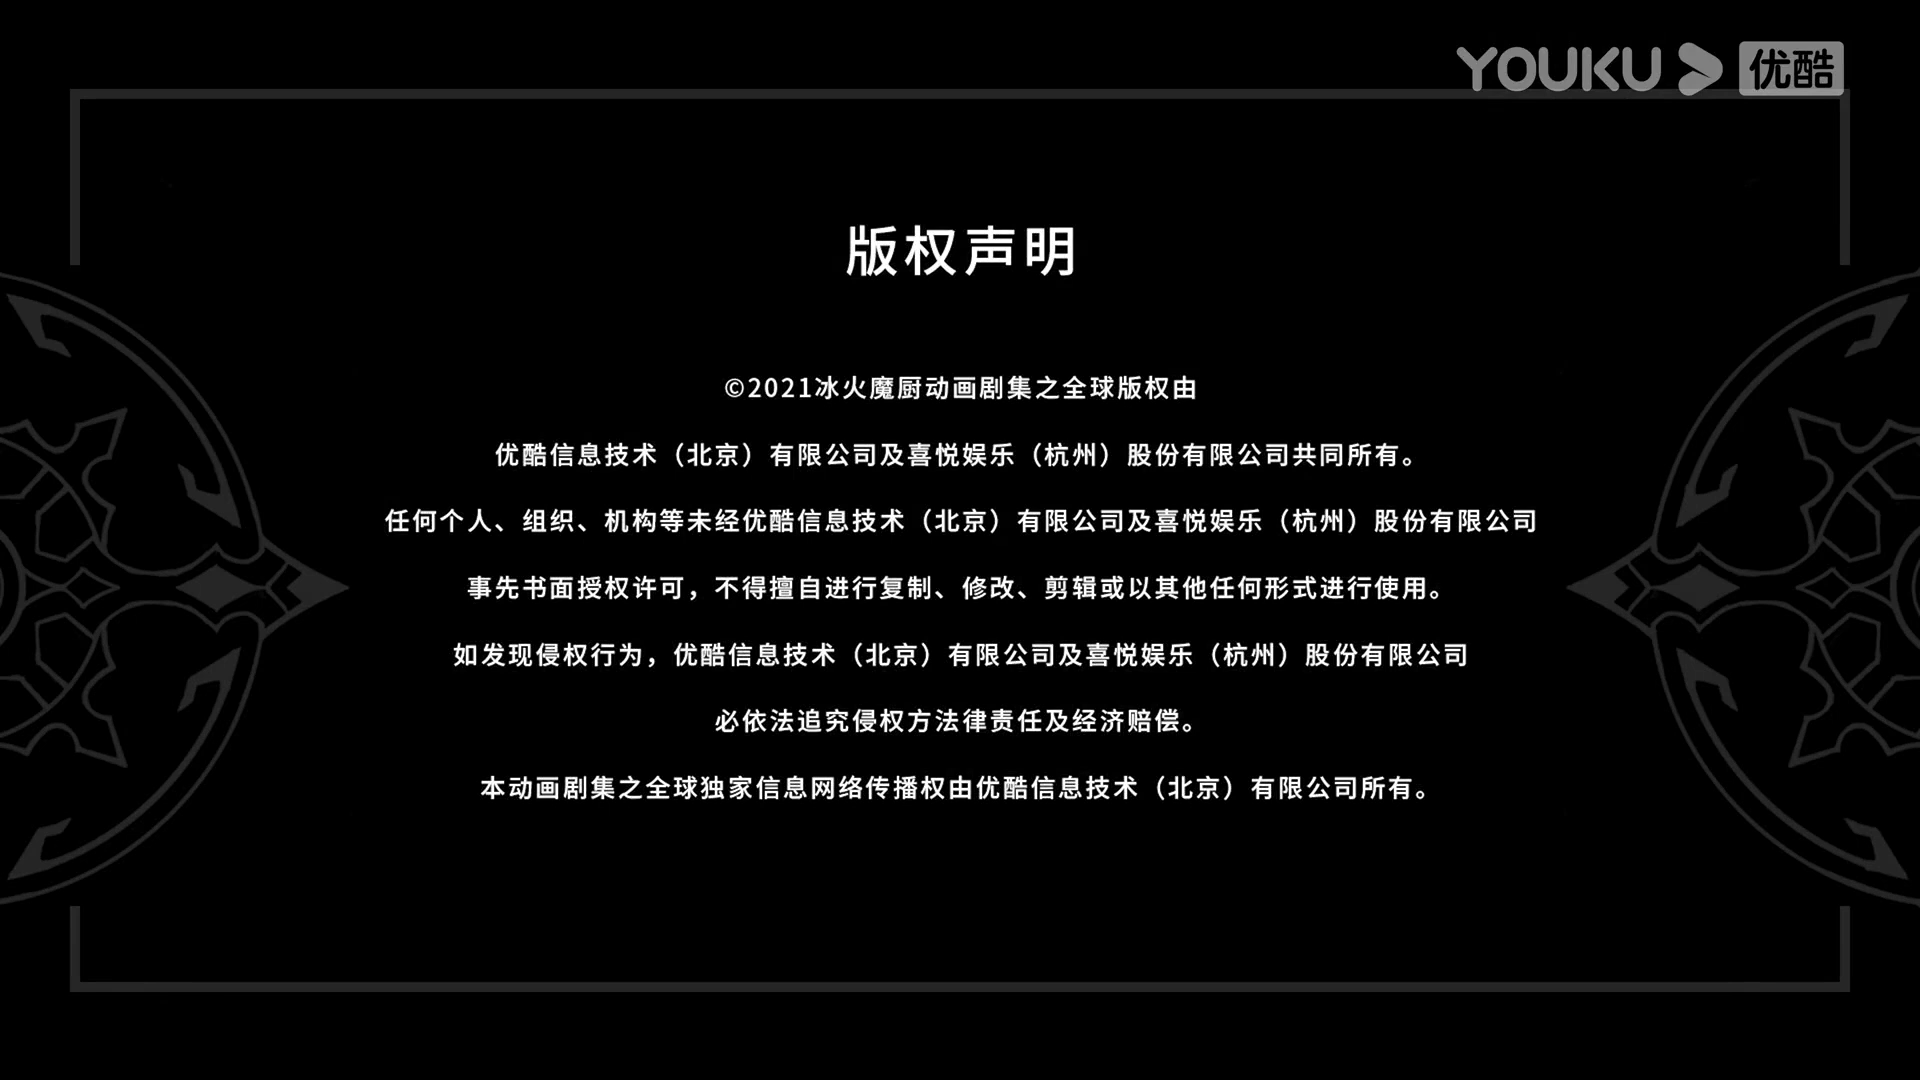 YOUKU 优酷
版权声明
©2021冰火魔厨动画剧集之全球版权由
优酷信息技术（北京）有限公司及喜悦娱乐（杭州）股份有限公司共同所有。
任何个人、组织、机构等未经优酷信息技术（北京）有限公司及喜悦娱乐（杭州）股份有限公司
事先书面授权许可，不得擅自进行复制、修改、剪辑或以其他任何形式进行使用。
如发现侵权行为，优酷信息技术（北京）有限公司及喜悦娱乐（杭州）股份有限公司
必依法追究侵权方法律责任及经济赔偿。
本动画剧集之全球独家信息网络传播权由优酷信息技术（北京）有限公司所有。